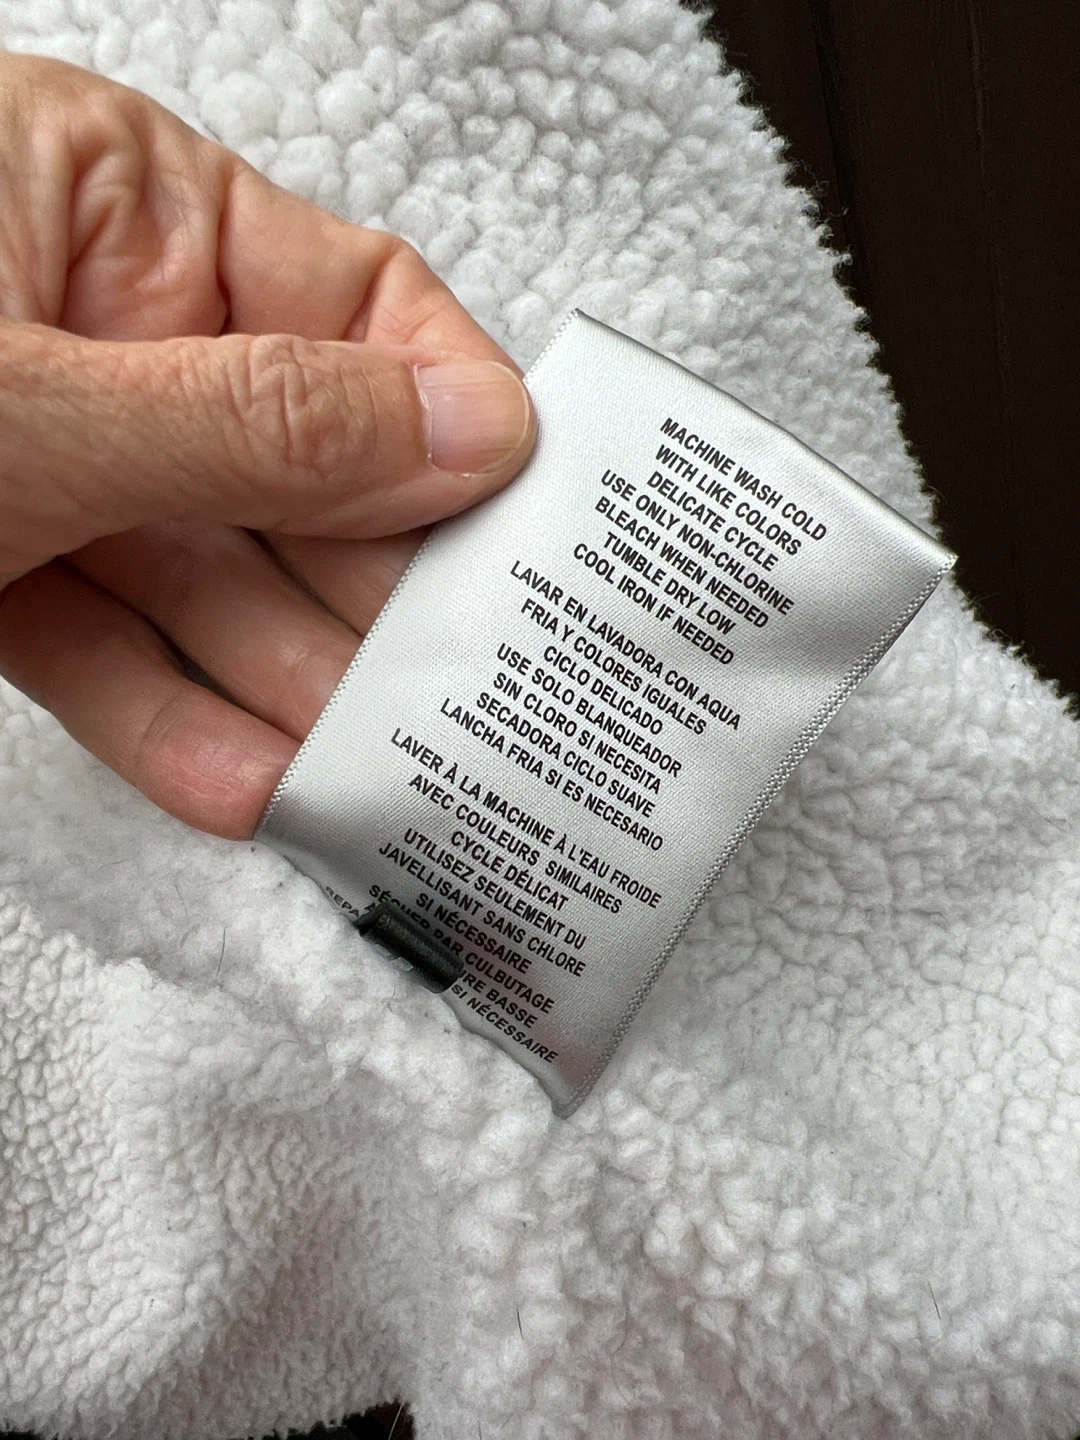 MACHINE WASH COLD
WITH LIKE COLORS
DELICATE CYCLE
USE ONLY NON-CHLORINE
BLEACH WHEN NEEDED
TUMBLE DRY LOW
COOL IRON IF NEEDED
LAVAR EN LAVADORA CON AQUA
FRIA Y COLORES IGUALES
CICLO DELICADO
USE SOLO BLANQUEADOR
SIN CLORO SI NECESITA
SECADORA CICLO SUAVE
LANCHA FRIA SI ES NECESARIO
LAVER À LA MACHINE À L'EAU FROIDE
AVEC COULEURS SIMILAIRES
CYCLE DÉLICAT
UTILISEZ SEULEMENT DU
JAVELLISANT SANS CHLORE
SI NÉCESSAIRE
SÉCHER PAR CULBUTAGE
BASSE
SI NÉCESSAIRE